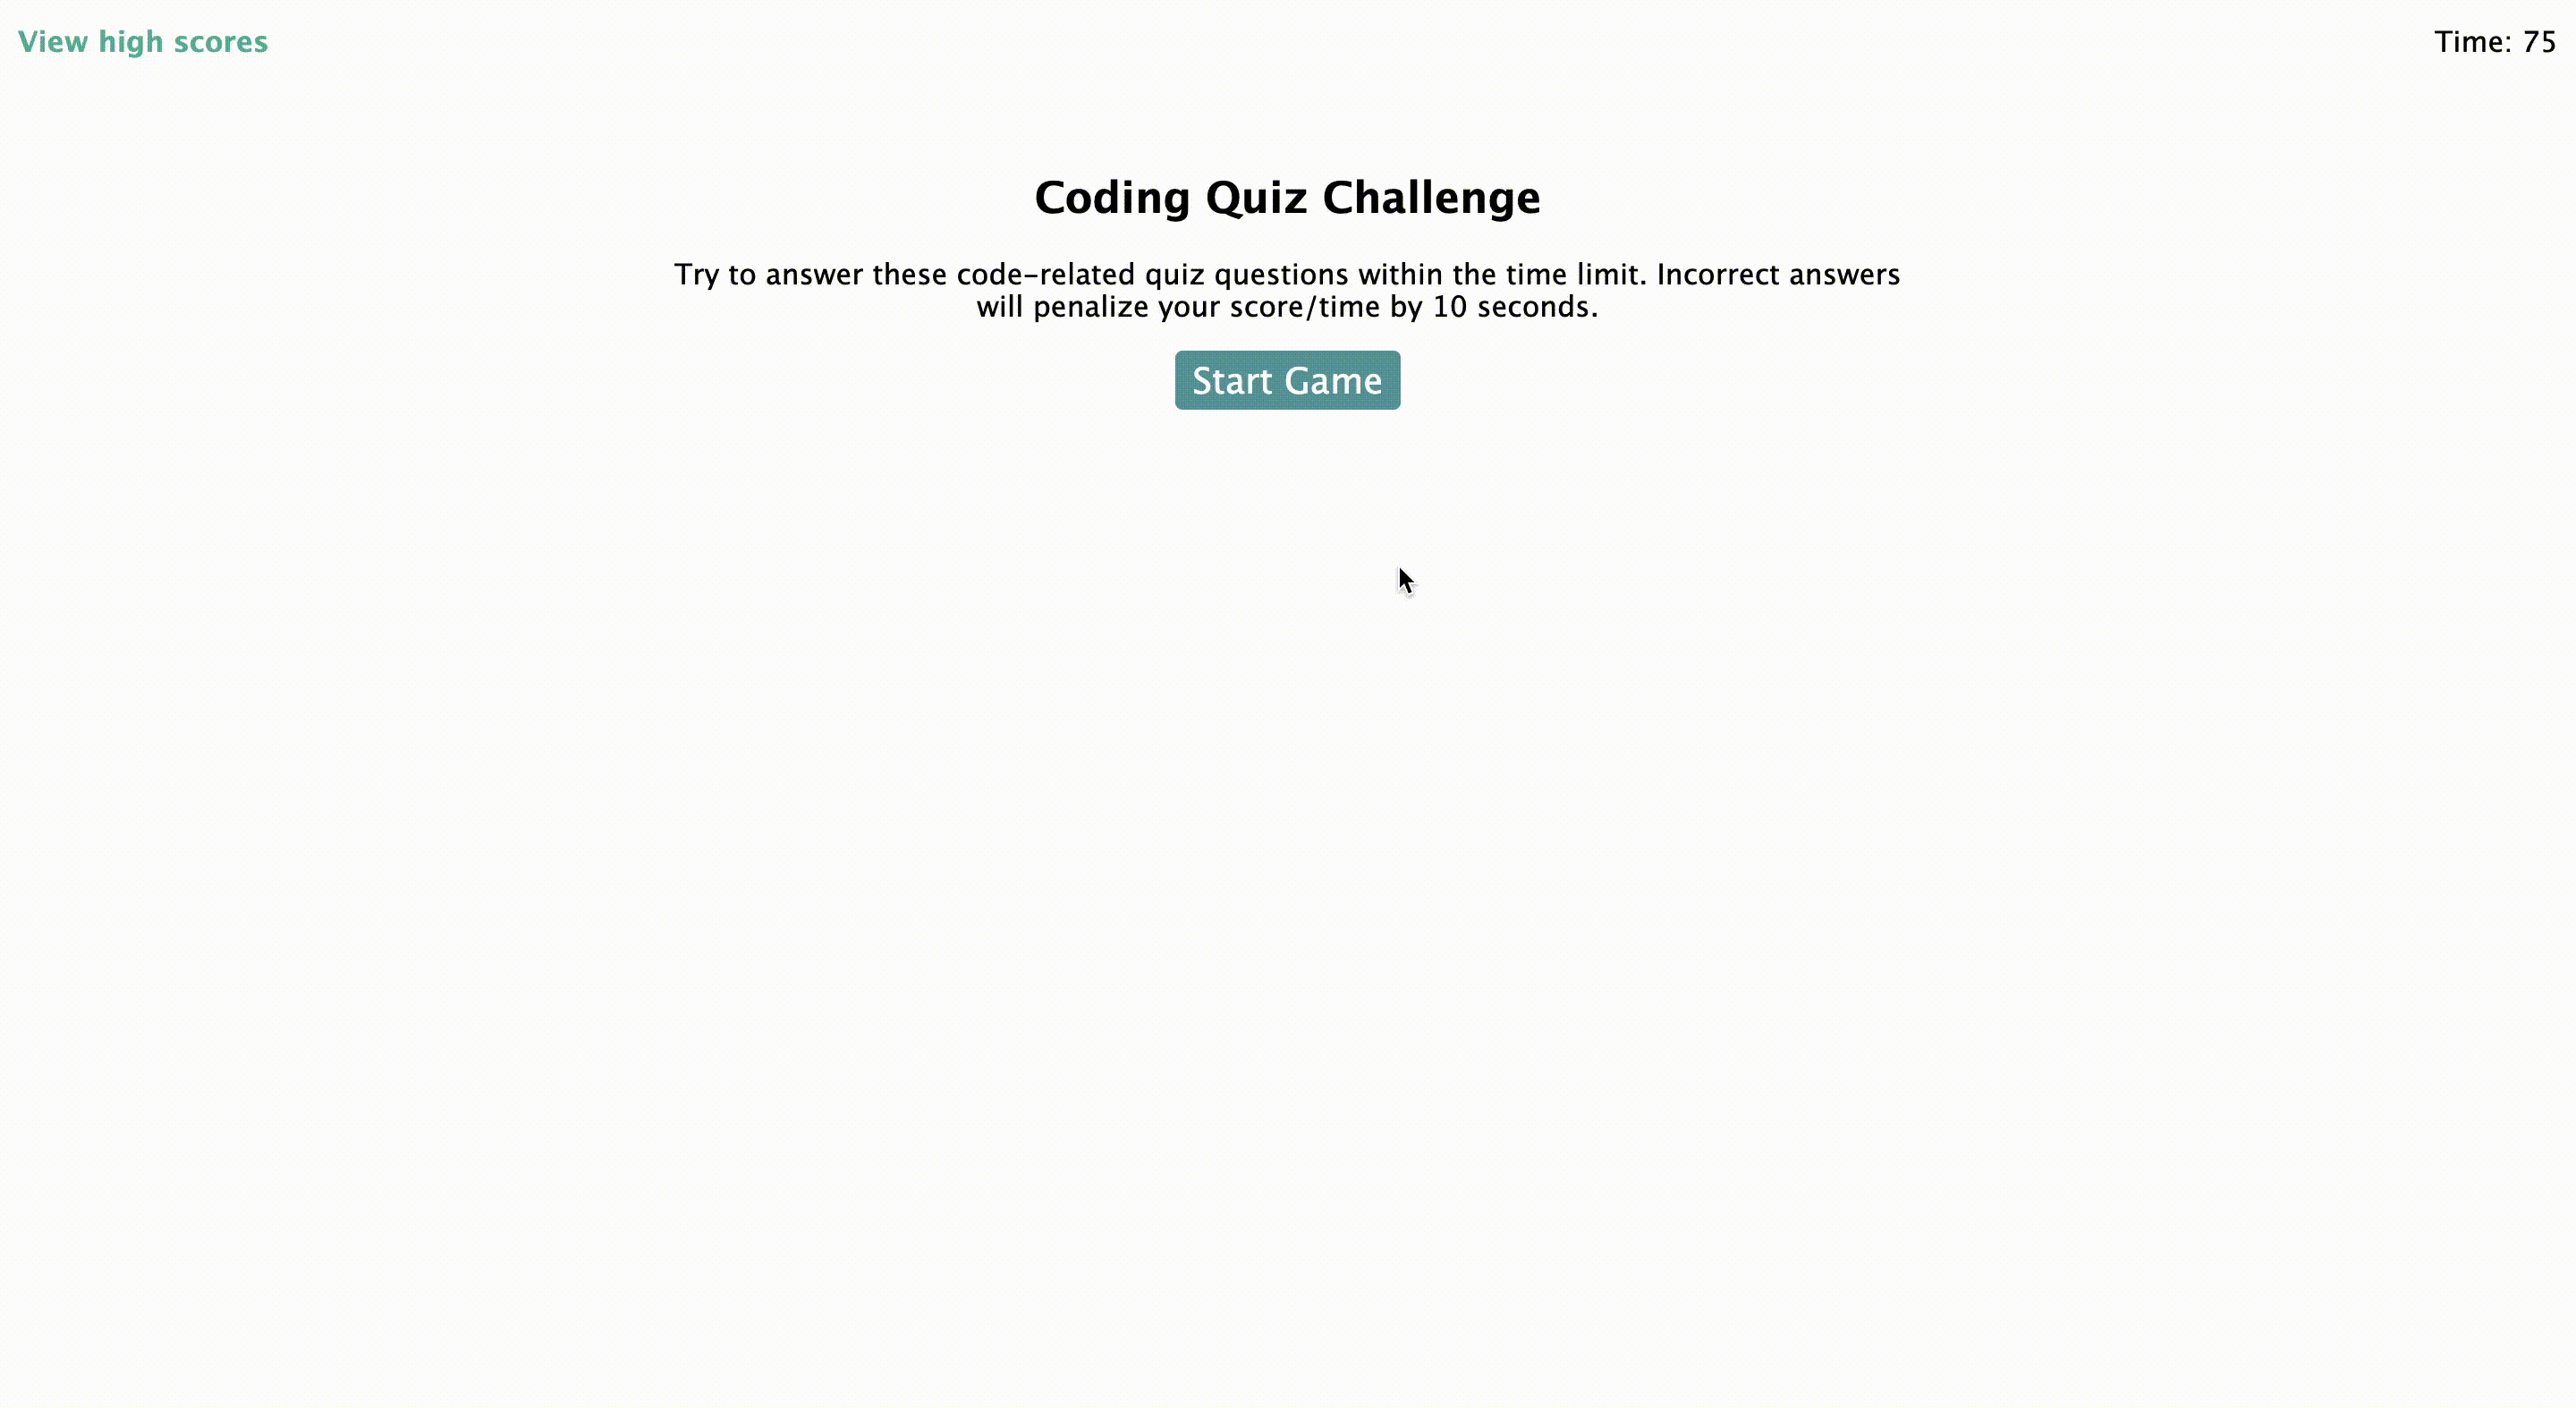 View high scores
Time: 75
Coding Quiz Challenge
Try to answer these code-related quiz questions within the time limit. Incorrect answers
will penalize your score/time by 10 seconds.
Start Game